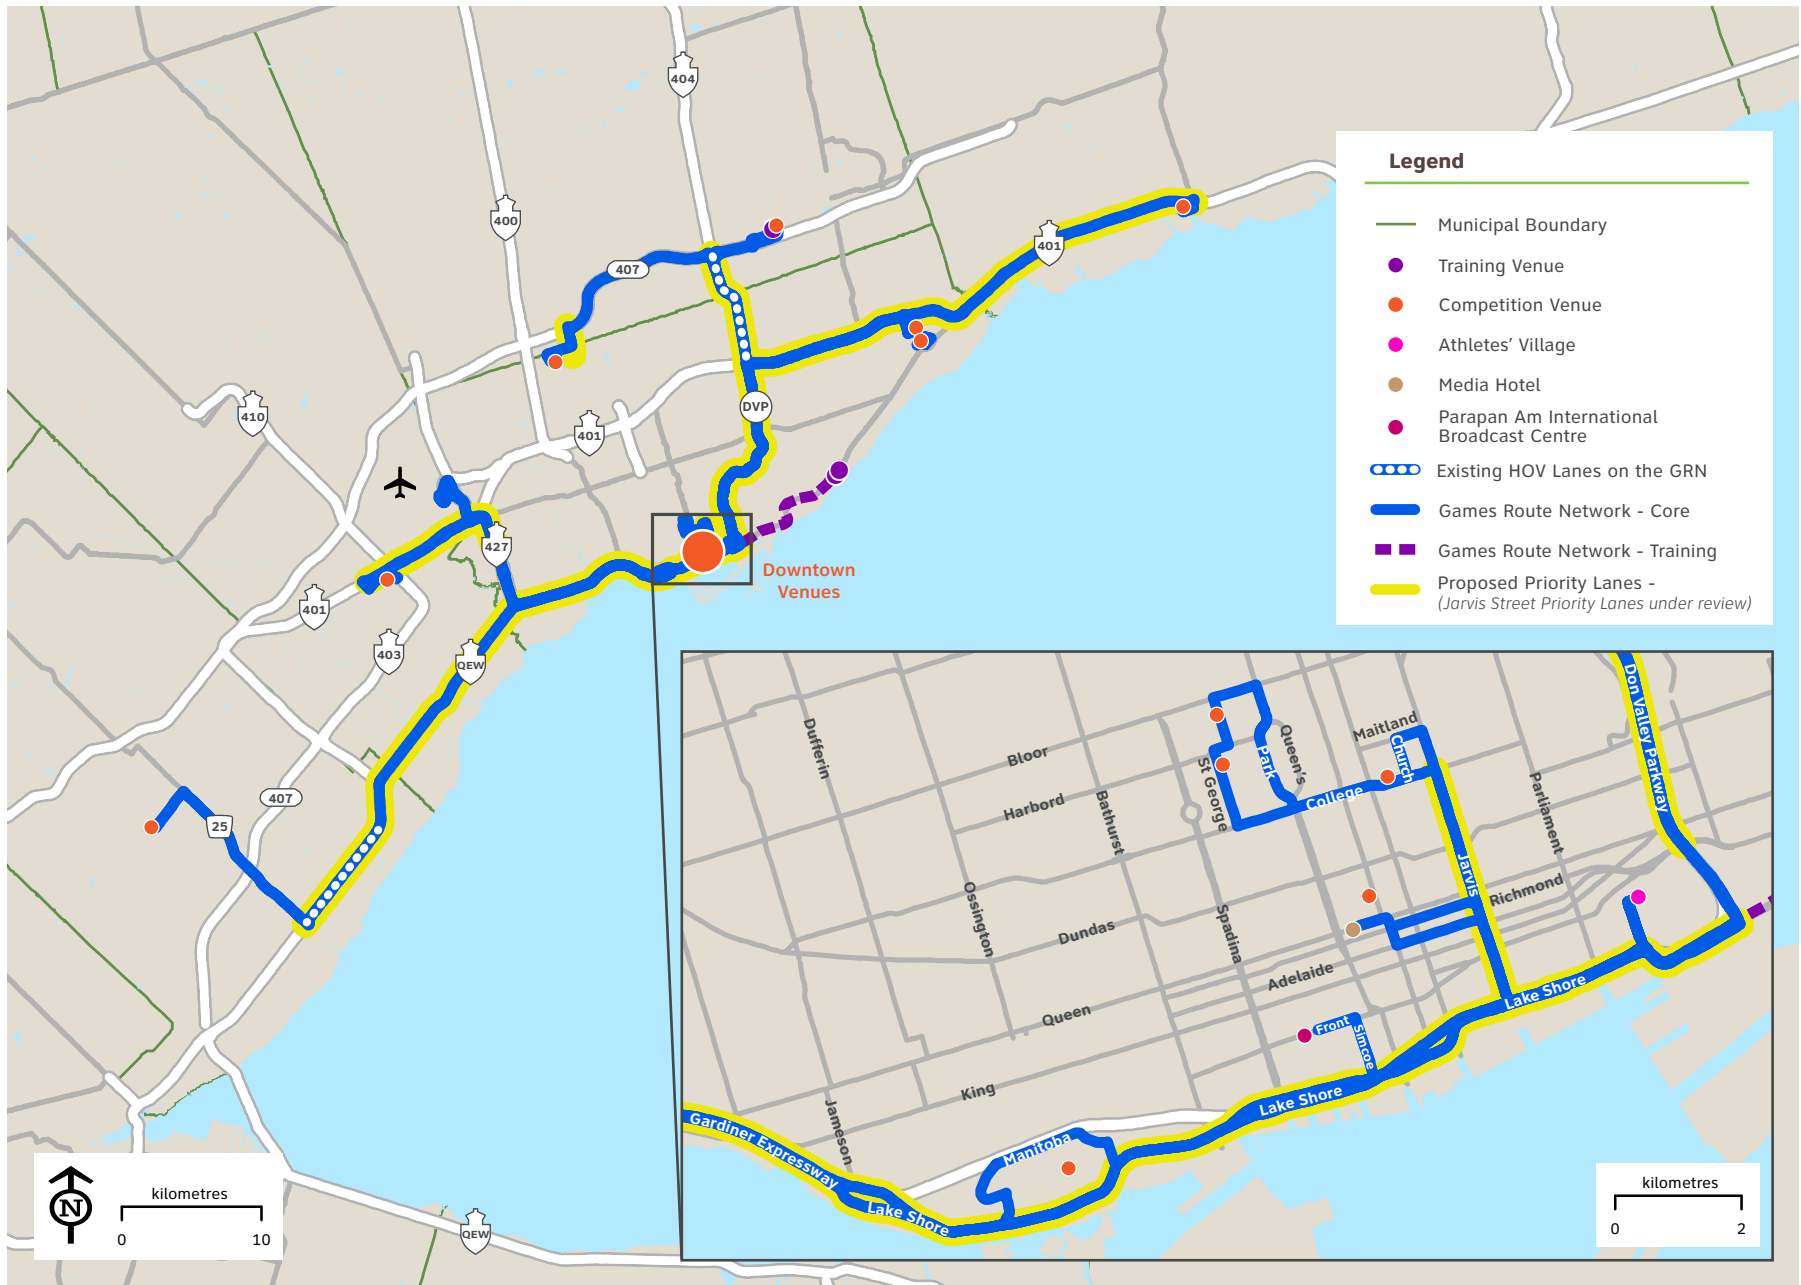 404
400
407
401
410
DVP
401
427
401
403
QEW
407
25
QEW
Downtown
Venues
Legend
Municipal Boundary
Training Venue
Competition Venue
Athletes’ Village
Media Hotel
Parapan Am International
Broadcast Centre
Existing HOV Lanes on the GRN
Games Route Network - Core
Games Route Network - Training
Proposed Priority Lanes -
(Jarvis Street Priority Lanes under review)
N
kilometres
0 10
Dufferin
Bloor
Harbord
Bathurst
St George
Park
Queen's
Maitland
Church
College
Don Valley Parkway
Parliament
Jarvis
Richmond
Ossington
Dundas
Spadina
Adelaide
Queen
King
Front
Simcoe
Lake Shore
Lake Shore
Jameson
Manitoba
Gardiner Expressway
Lake Shore
kilometres
0 2